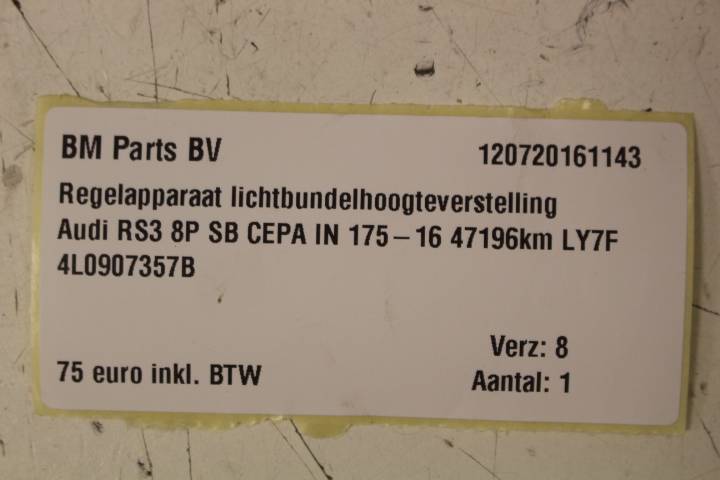 BM Parts BV 120720161143
Regelapparaat lichtbundelhoogteverstelling
Audi RS3 8P SB CEPA IN 175-16 47196km LY7F
4L0907357B
Verz: 8
75 euro inkl. BTW Aantal: 1